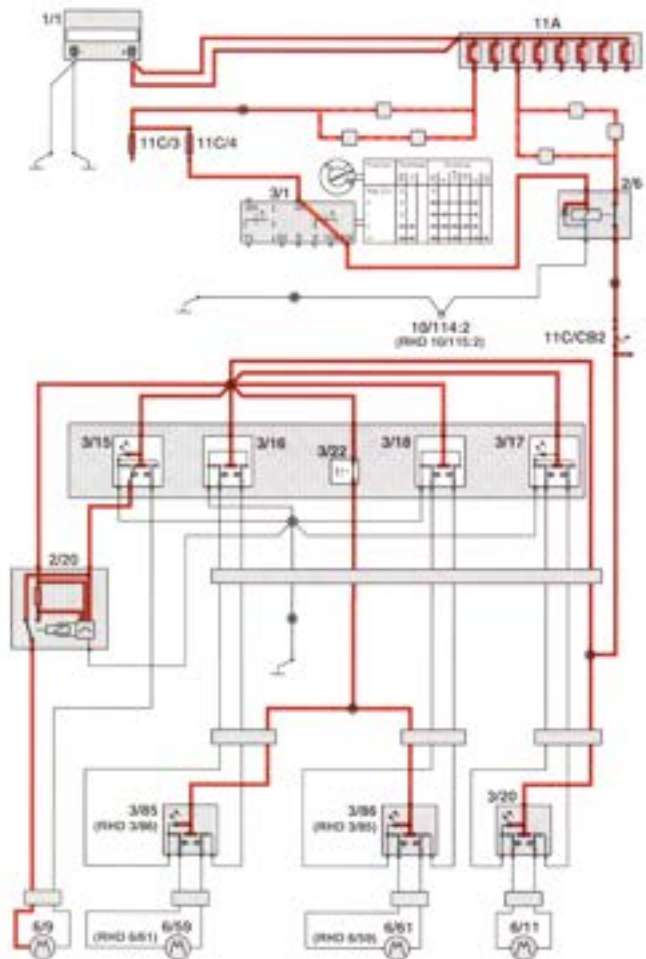 1/1
11A
11C/3
11C/4
3/1
2/6
10/114:2
(RHD 10/115:2)
11C/CB2
3/15
3/16
3/22
3/18
3/17
2/20
3/85
(RHD 3/86)
3/86
(RHD 3/85)
3/20
6/9
(RHD 6/61)
6/59
(RHD 6/59)
6/61
6/11